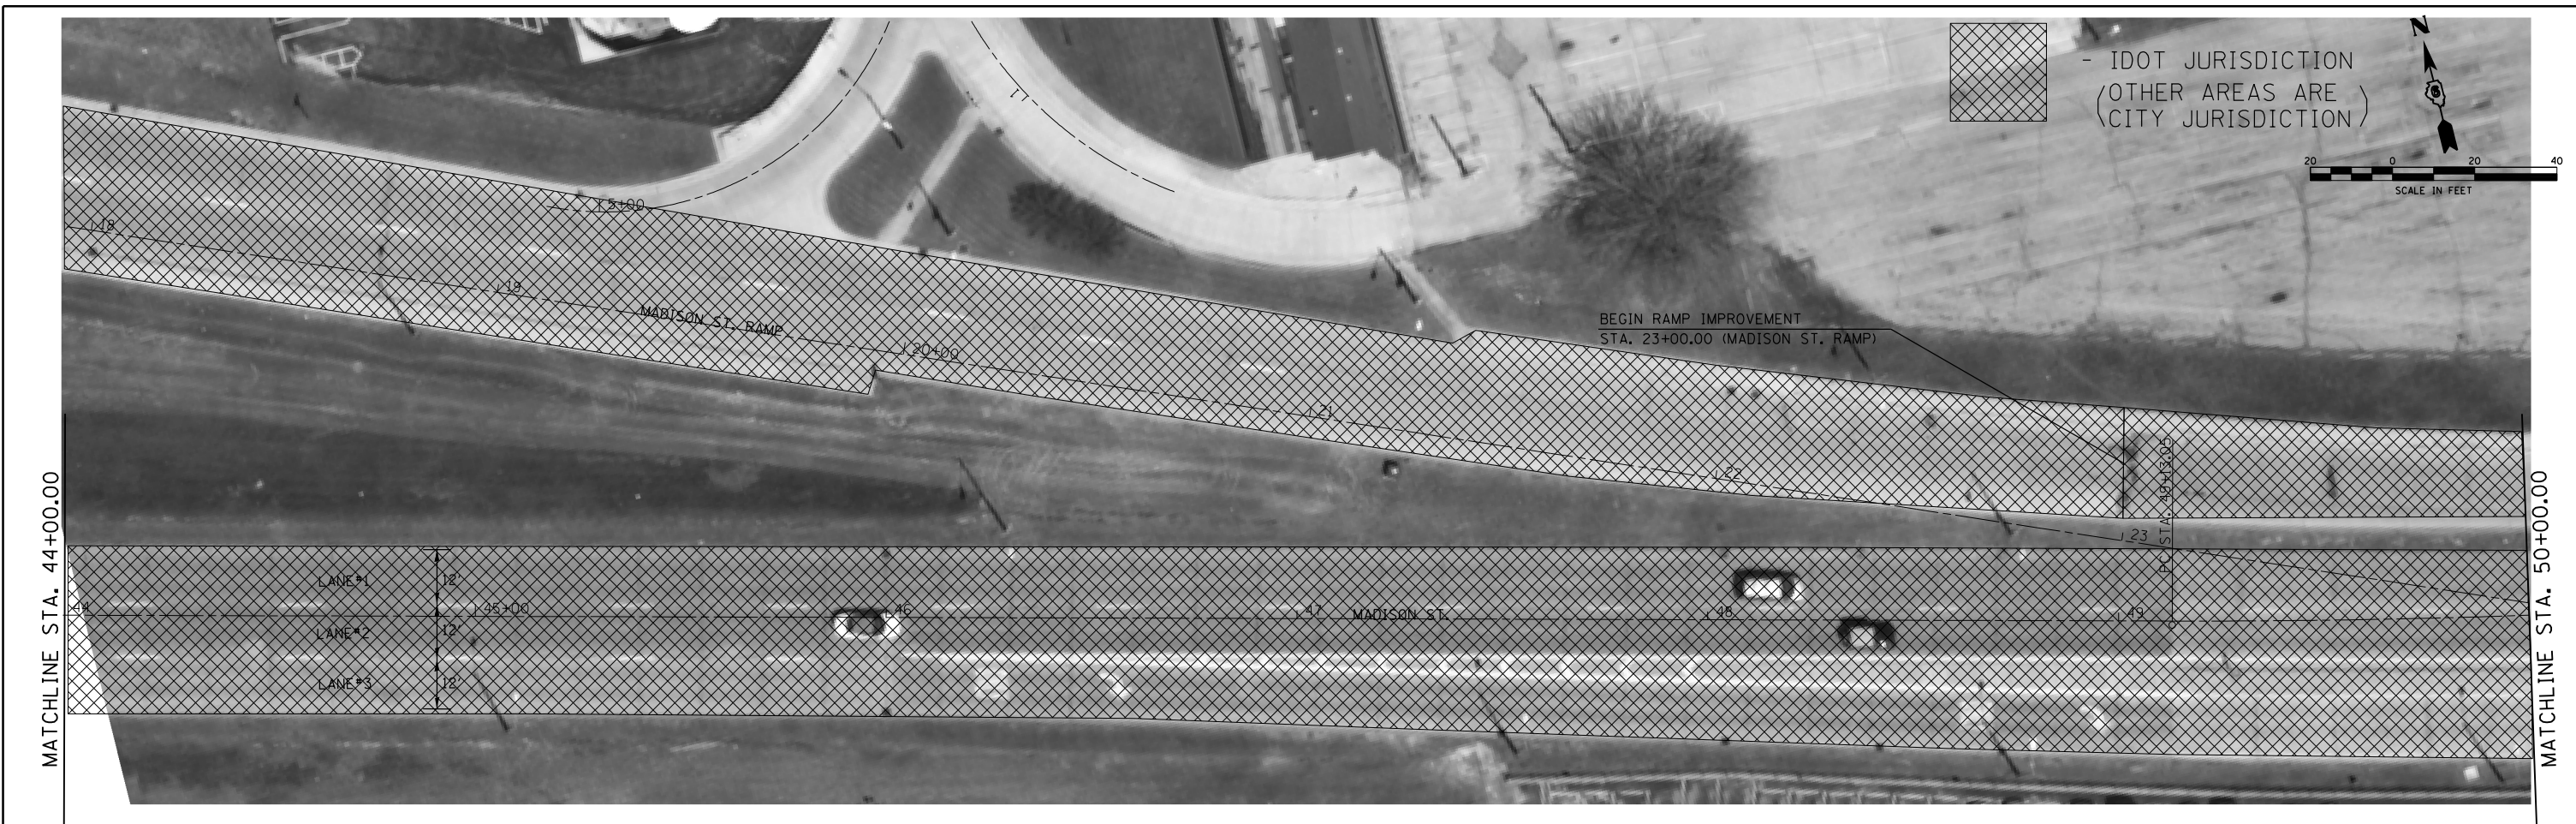 N
- IDOT JURISDICTION
(OTHER AREAS ARE
CITY JURISDICTION)
20 0 20 40
SCALE IN FEET
11
5+00
18
19
MADISON ST. RAMP
20+00
21
22
23
BEGIN RAMP IMPROVEMENT
STA. 23+00.00 (MADISON ST. RAMP)
PC STA. 49+13.05
MATCHLINE STA. 44+00.00
MATCHLINE STA. 50+00.00
LANE#1 12'
44 45+00 46 47 MADISON ST. 48 49
LANE#2 12'
LANE#3 12'